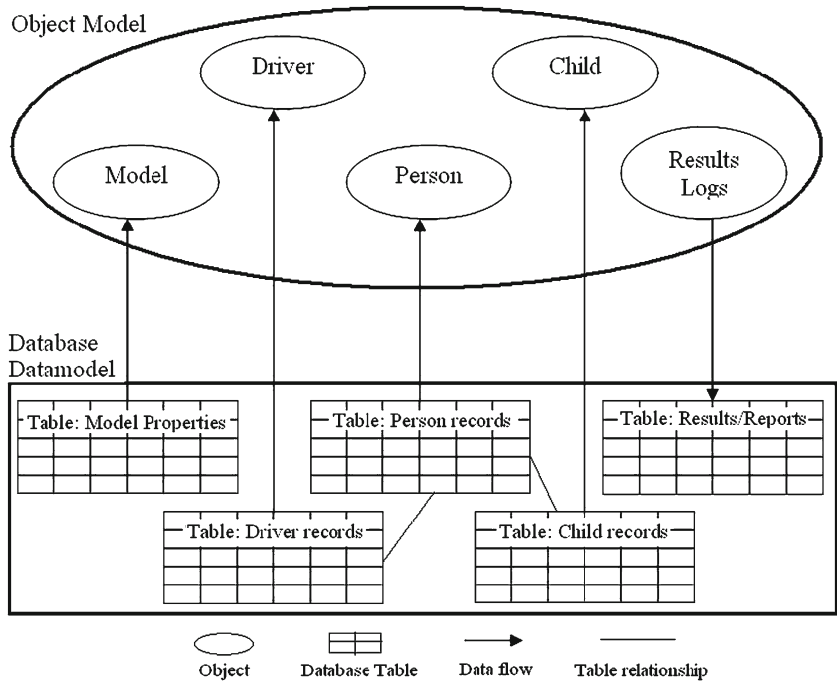 Object Model
Driver
Child
Model
Person
Results
Logs
Database
Datamodel
Table: Model Properties
Table: Person records
Table: Results/Reports
Table: Driver records
Table: Child records
Object
Database Table
Data flow
Table relationship